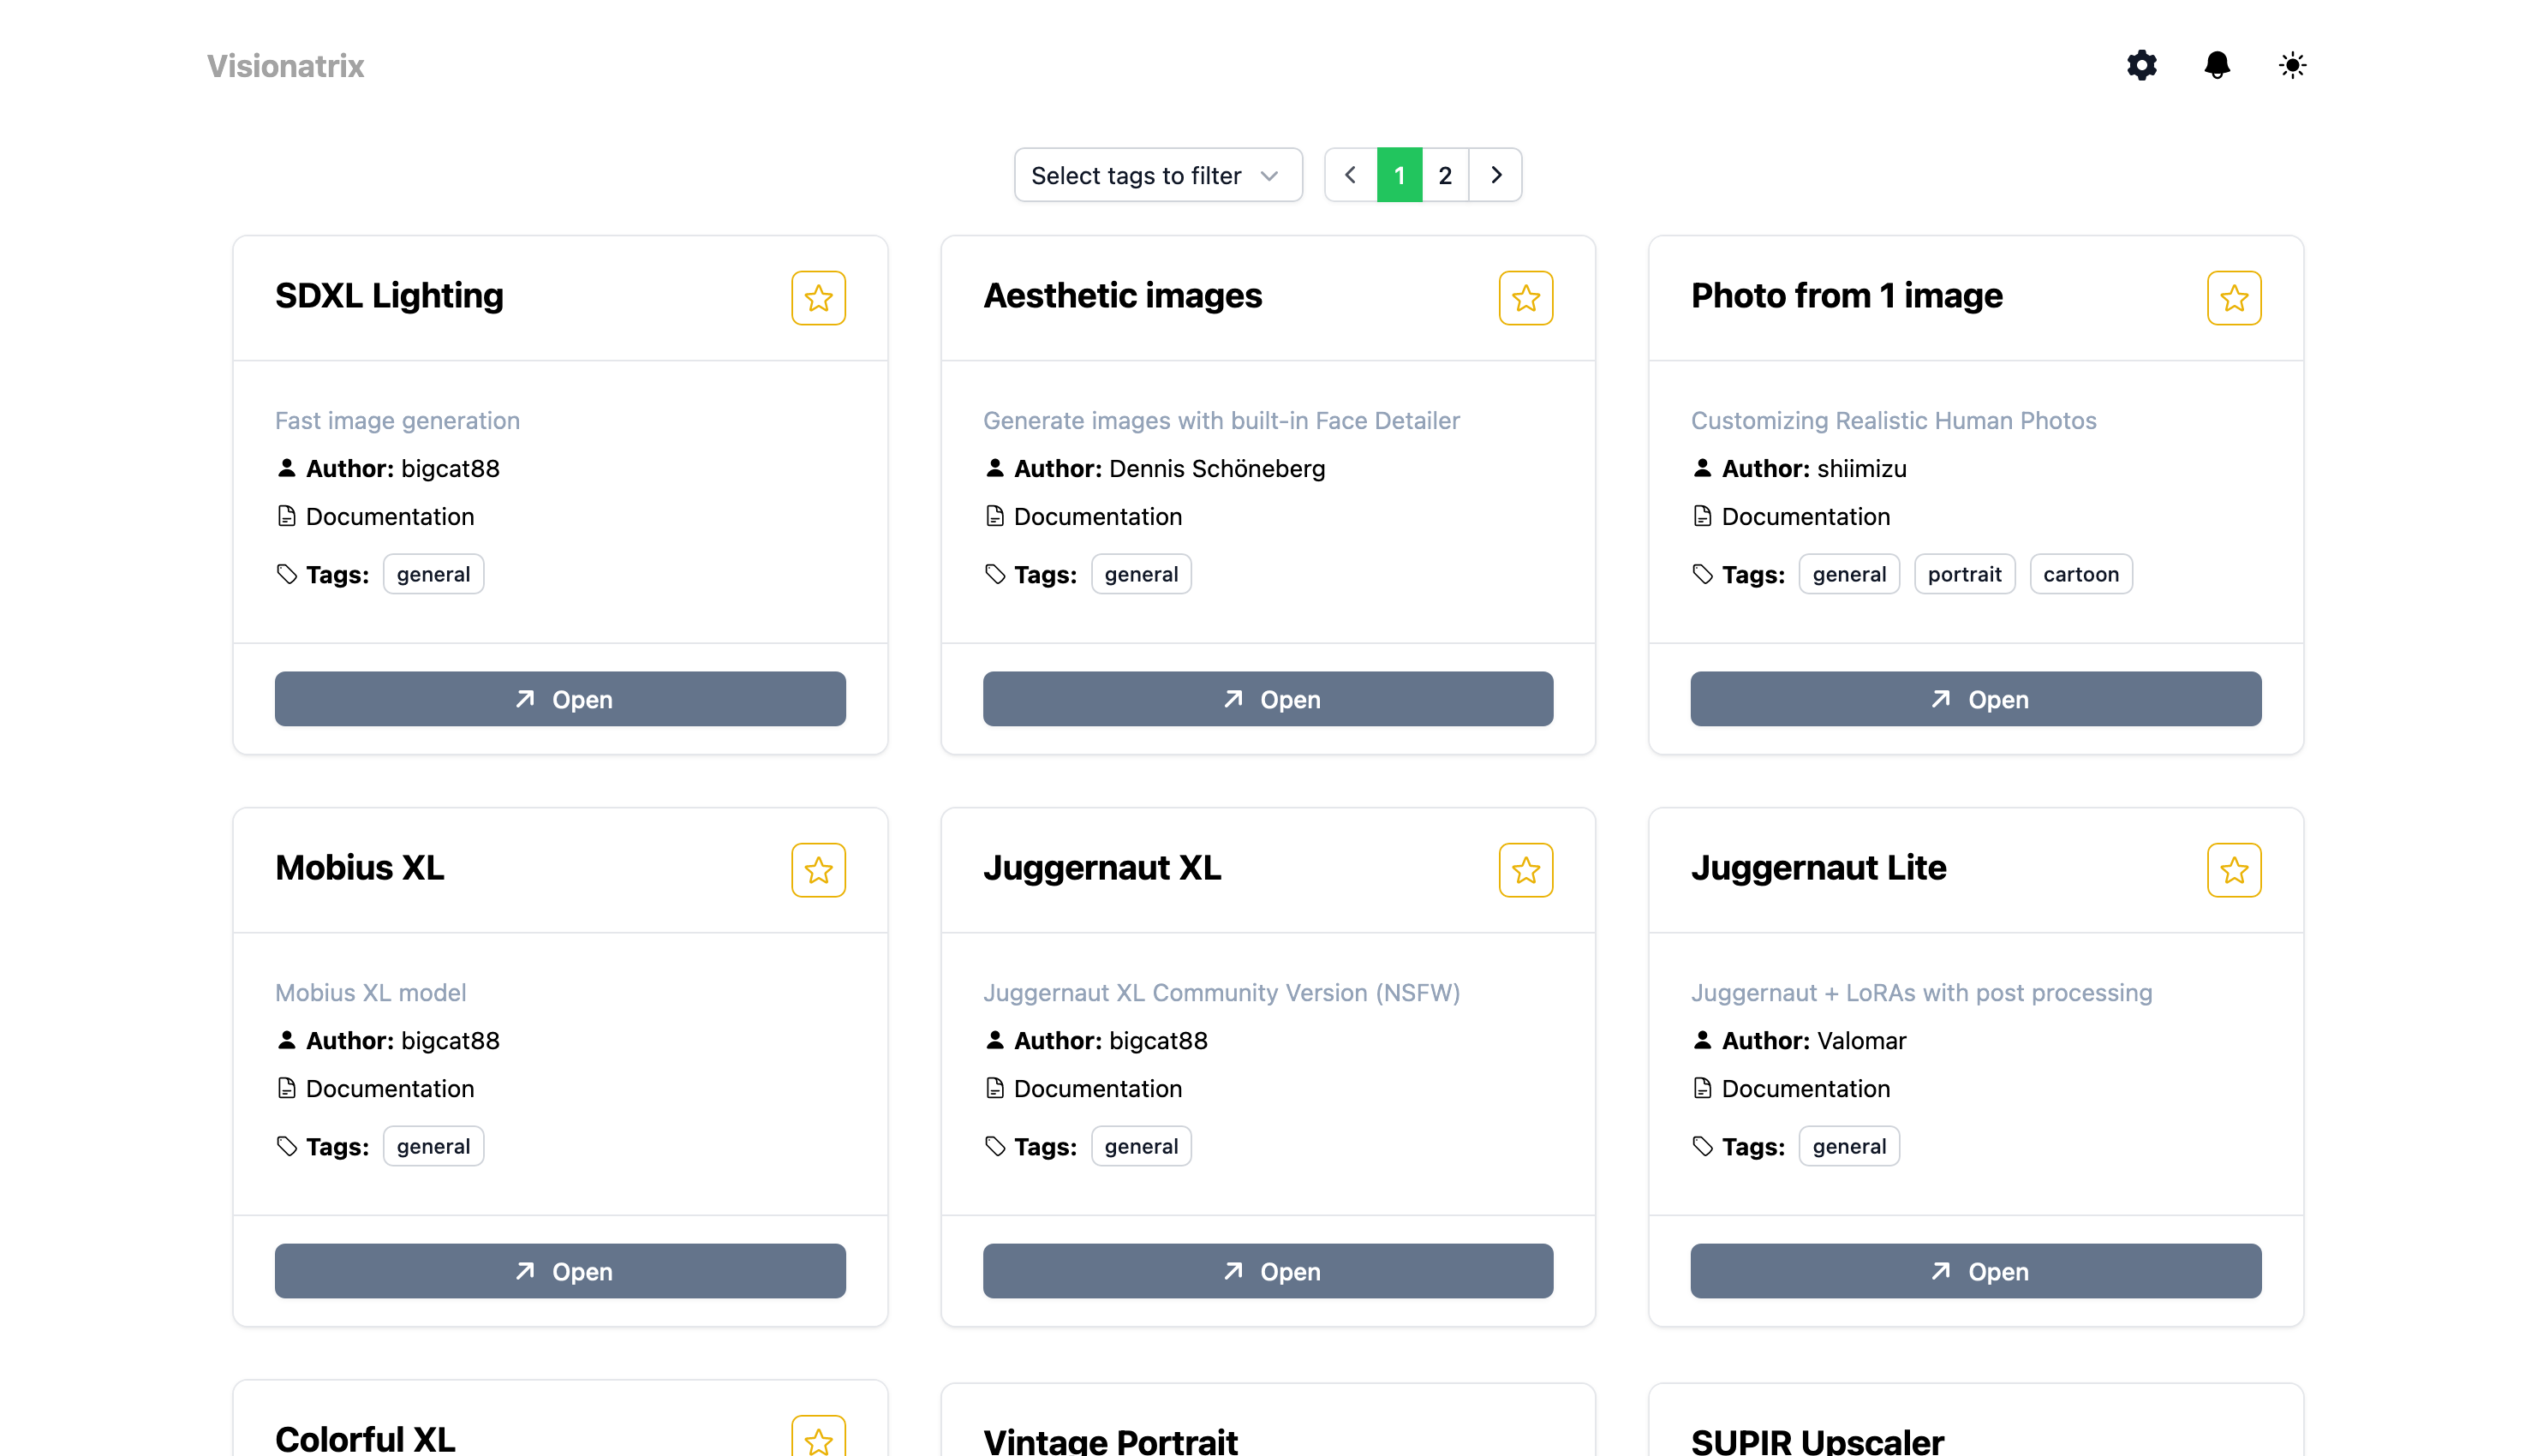 Visionatrix
Select tags to filter
1
2
SDXL Lighting
Fast image generation
Author: bigcat88
Documentation
Tags: general
Open
Aesthetic images
Generate images with built-in Face Detailer
Author: Dennis Schöneberg
Documentation
Tags: general
Open
Photo from 1 image
Customizing Realistic Human Photos
Author: shiimizu
Documentation
Tags: general portrait cartoon
Open
Mobius XL
Mobius XL model
Author: bigcat88
Documentation
Tags: general
Open
Juggernaut XL
Juggernaut XL Community Version (NSFW)
Author: bigcat88
Documentation
Tags: general
Open
Juggernaut Lite
Juggernaut + LoRAs with post processing
Author: Valomar
Documentation
Tags: general
Open
Colorful XL
Vintage Portrait
SUPIR Upscaler